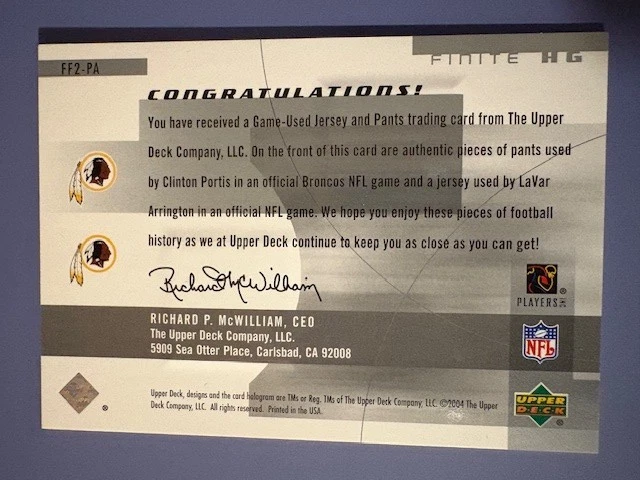 FF2-PA
FINITE HG
CONGRATULATIONS!
You have received a Game-Used Jersey and Pants trading card from The Upper
Deck Company, LLC. On the front of this card are authentic pieces of pants used
by Clinton Portis in an official Broncos NFL game and a jersey used by LaVar
Arrington in an official NFL game. We hope you enjoy these pieces of football
history as we at Upper Deck continue to keep you as close as you can get!
Richard McWilliam
PLAYERS INC
RICHARD P. McWILLIAM, CEO
The Upper Deck Company, LLC.
5909 Sea Otter Place, Carlsbad, CA 92008
NFL
Upper Deck, designs and the card hologram are TMs or Reg. TMs of The Upper Deck Company, LLC. ©2004 The Upper
Deck Company, LLC. All rights reserved. Printed in the USA.
UPPER
DECK